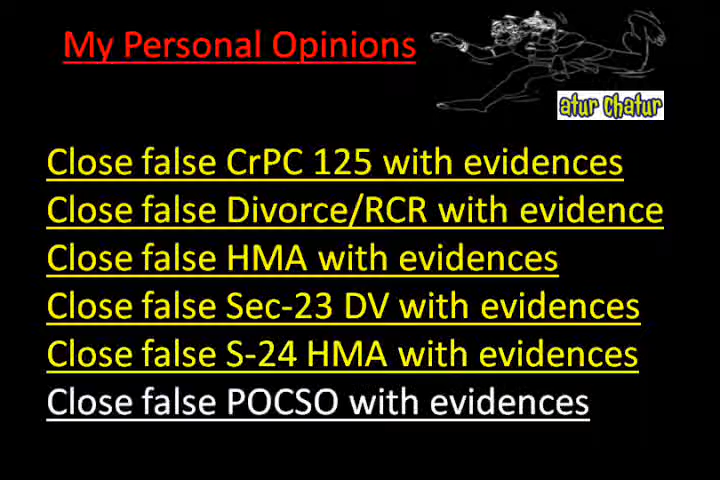 My Personal Opinions
atur Chatur
Close false CrPC 125 with evidences
Close false Divorce/RCR with evidence
Close false HMA with evidences
Close false Sec-23 DV with evidences
Close false S-24 HMA with evidences
Close false POCSO with evidences